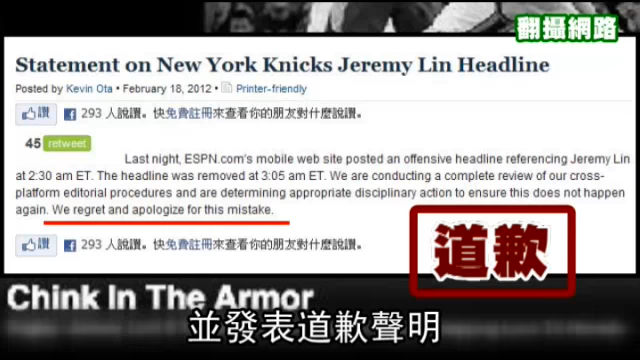 翻攝網路
Statement on New York Knicks Jeremy Lin Headline
Posted by Kevin Ota • February 18, 2012 • Printer-friendly
讚 293 人說讚。快免費註冊來查看你的朋友對什麼說讚。
45 retweet
Last night, ESPN.com's mobile web site posted an offensive headline referencing Jeremy Lin
at 2:30 am ET. The headline was removed at 3:05 am ET. We are conducting a complete review of our cross-
platform editorial procedures and are determining appropriate disciplinary action to ensure this does not happen
again. We regret and apologize for this mistake.
讚 293 人說讚。快免費註冊來查看你的朋友對什麼說讚。
道歉
Chink In The Armor
並發表道歉聲明